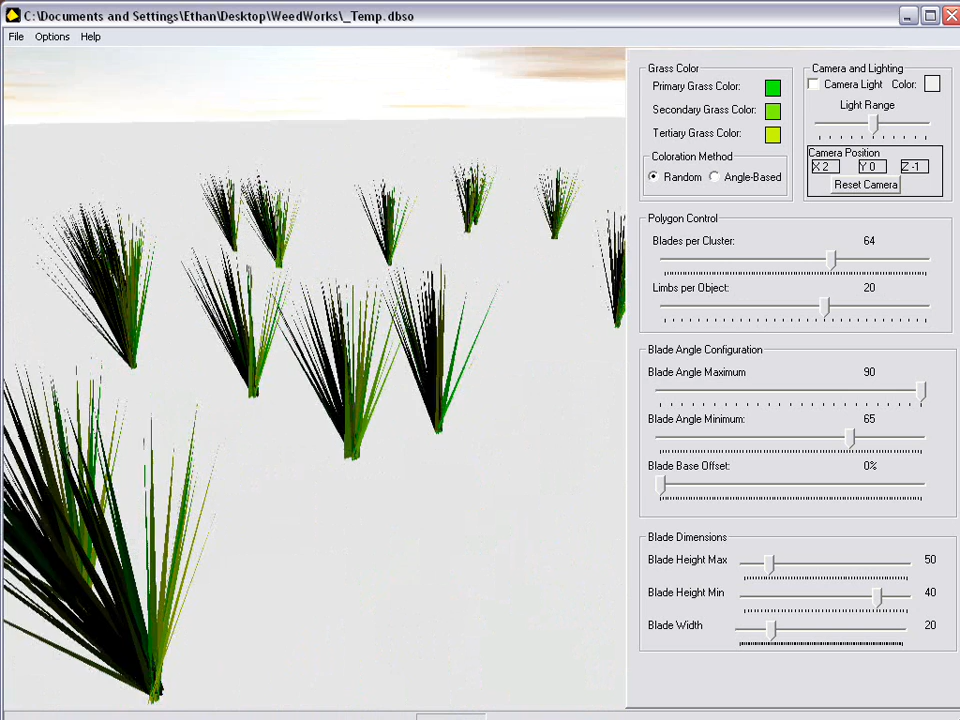 C:\Documents and Settings\Ethan\Desktop\WeedWorks\_Temp.dbso
File Options Help
Grass Color
Primary Grass Color:
Secondary Grass Color:
Tertiary Grass Color:
Coloration Method
Random Angle-Based
Camera and Lighting
Camera Light Color:
Light Range
Camera Position
X 2 Y 0 Z -1
Reset Camera
Polygon Control
Blades per Cluster: 64
Limbs per Object: 20
Blade Angle Configuration
Blade Angle Maximum 90
Blade Angle Minimum: 65
Blade Base Offset: 0%
Blade Dimensions
Blade Height Max 50
Blade Height Min 40
Blade Width 20